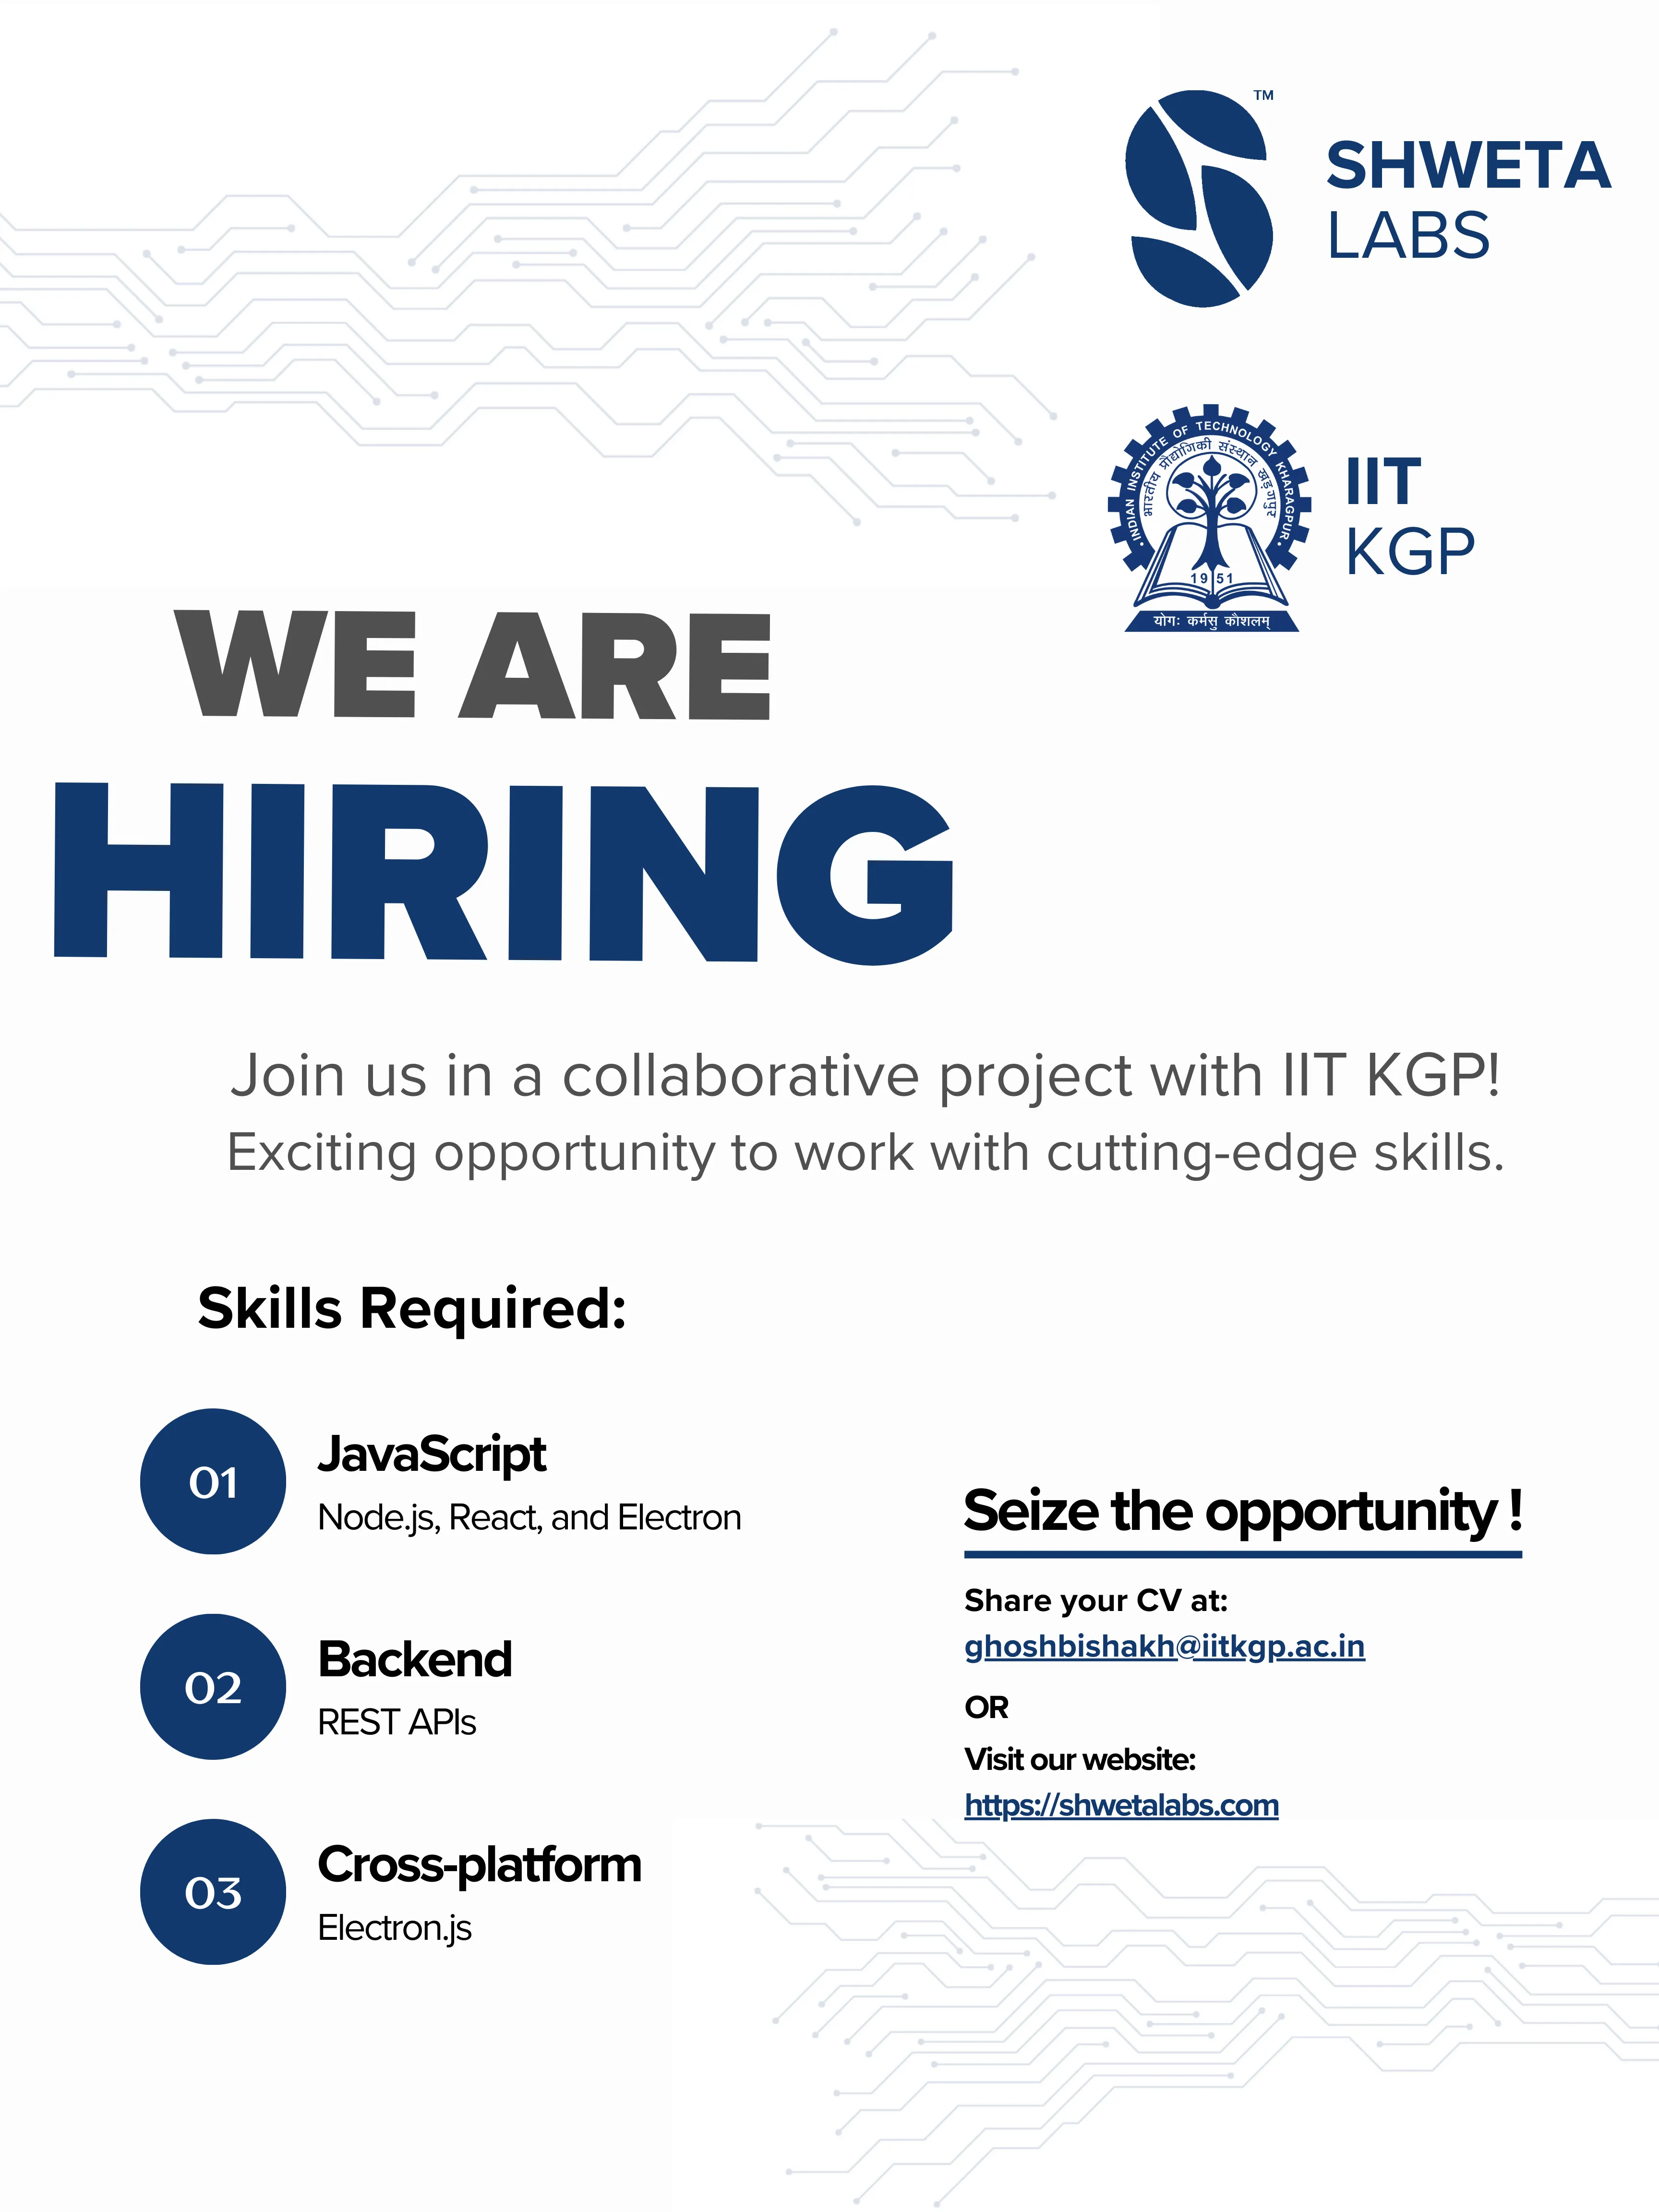 TM
SHWETA
LABS
INDIAN INSTITUTE OF TECHNOLOGY KHARAGPUR
भारतीय प्रौद्योगिकी संस्थान खड़गपुर
1951
योगः कर्मसु कौशलम्
IIT
KGP
WE ARE
HIRING
Join us in a collaborative project with IIT KGP!
Exciting opportunity to work with cutting-edge skills.
Skills Required:
01
JavaScript
Node.js, React, and Electron
02
Backend
REST APIs
03
Cross-platform
Electron.js
Seize the opportunity !
Share your CV at:
ghoshbishakh@iitkgp.ac.in
OR
Visit our website:
https://shwetalabs.com